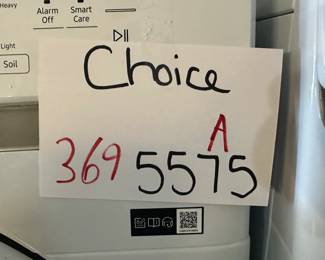 Heavy
Alarm Off
Smart Care
Light
Soil
Choice
A
369 5575